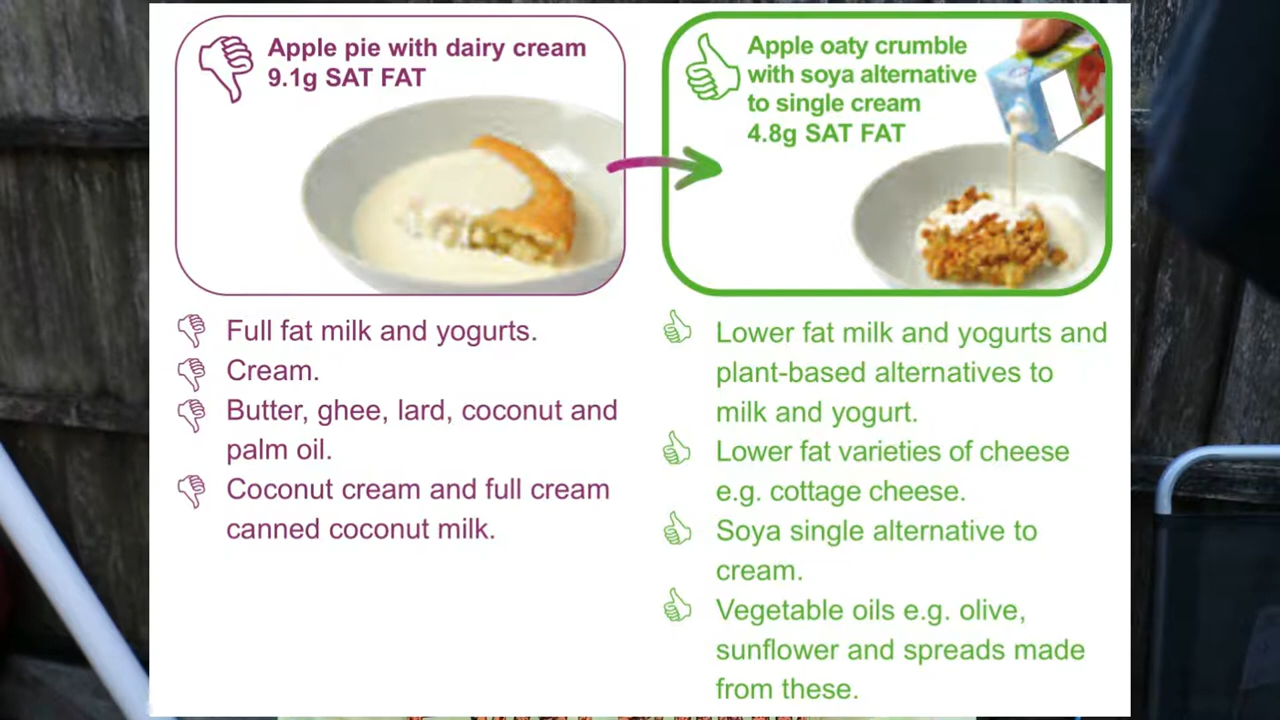 Apple pie with dairy cream
9.1g SAT FAT
Apple oaty crumble
with soya alternative
to single cream
4.8g SAT FAT
Full fat milk and yogurts.
Cream.
Butter, ghee, lard, coconut and
palm oil.
Coconut cream and full cream
canned coconut milk.
Lower fat milk and yogurts and
plant-based alternatives to
milk and yogurt.
Lower fat varieties of cheese
e.g. cottage cheese.
Soya single alternative to
cream.
Vegetable oils e.g. olive,
sunflower and spreads made
from these.